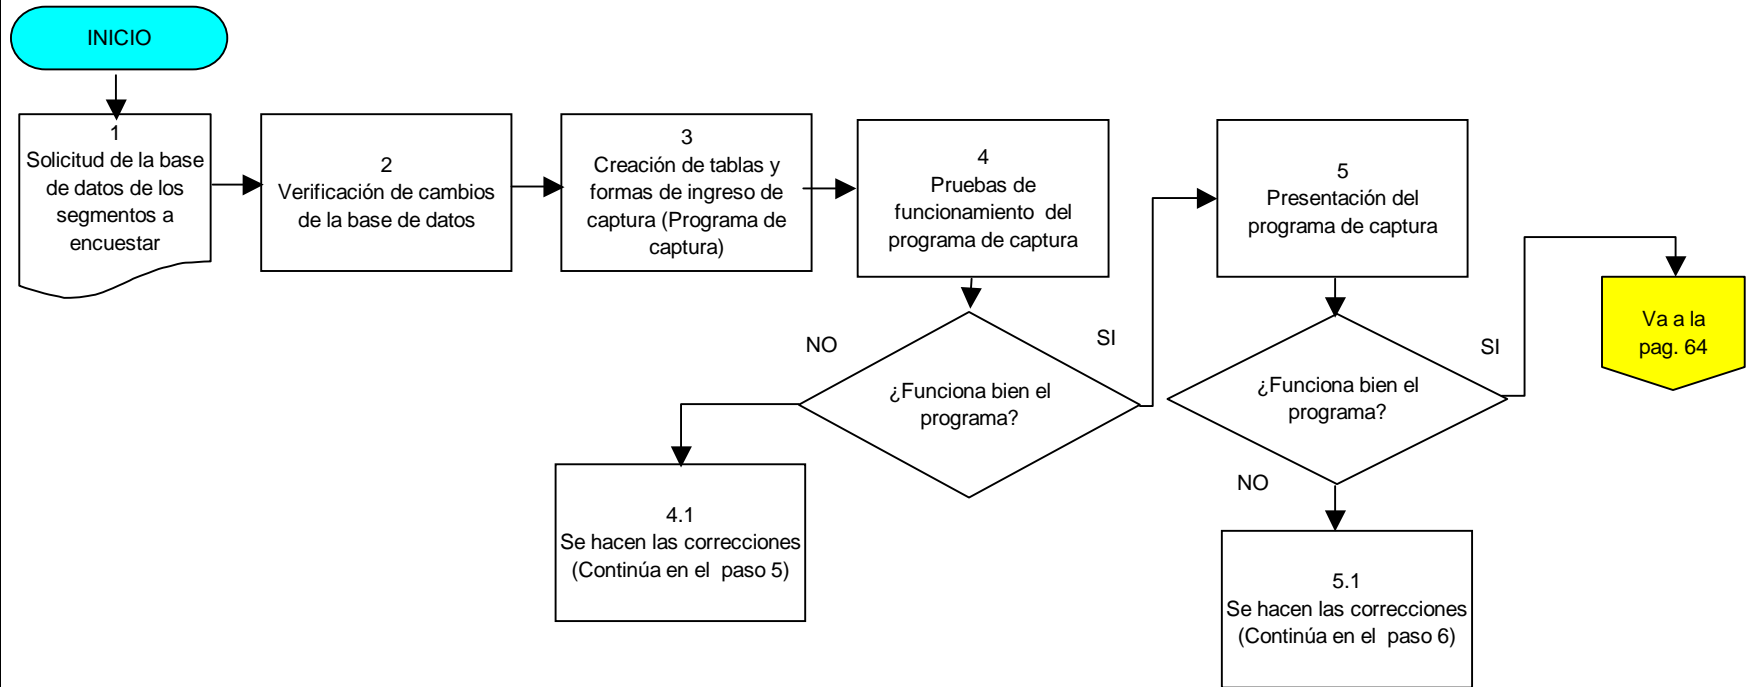 INICIO
1
Solicitud de la base
de datos de los
segmentos a
encuestar
2
Verificación de cambios
de la base de datos
3
Creación de tablas y
formas de ingreso de
captura (Programa de
captura)
4
Pruebas de
funcionamiento del
programa de captura
5
Presentación del
programa de captura
Va a la
pag. 64
NO
SI
¿Funciona bien el
programa?
SI
¿Funciona bien el
programa?
NO
4.1
Se hacen las correcciones
(Continúa en el paso 5)
5.1
Se hacen las correcciones
(Continúa en el paso 6)